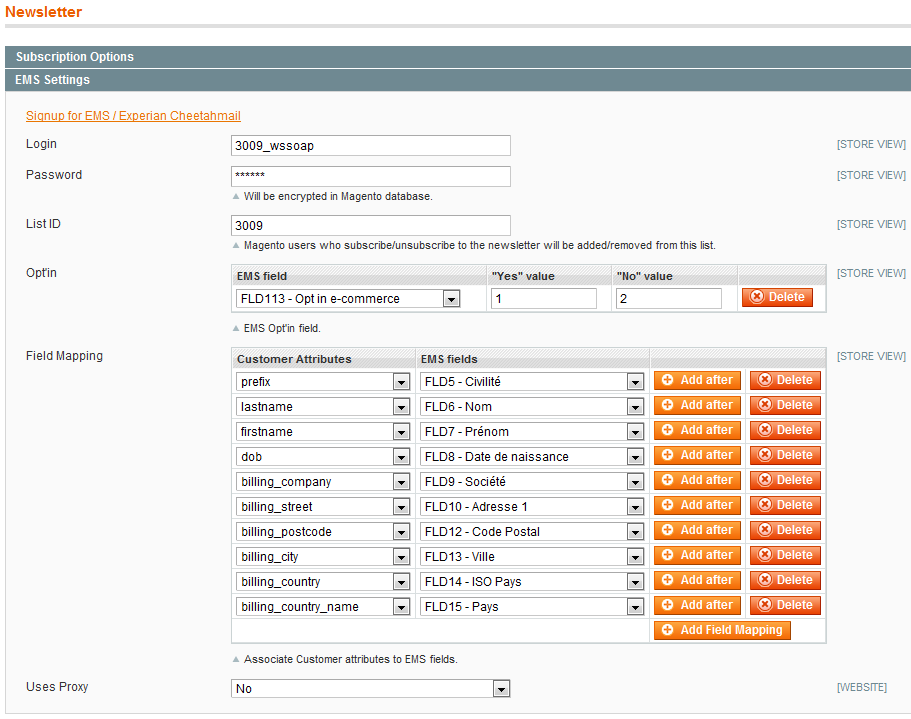 Newsletter
Subscription Options
EMS Settings
Signup for EMS / Experian Cheetahmail
Login 3009_wssoap [STORE VIEW]
Password ****** [STORE VIEW]
Will be encrypted in Magento database.
List ID 3009 [STORE VIEW]
Magento users who subscribe/unsubscribe to the newsletter will be added/removed from this list.
Opt'in EMS field "Yes" value "No" value [STORE VIEW]
FLD113 - Opt in e-commerce 1 2 Delete
EMS Opt'in field.
Field Mapping Customer Attributes EMS fields [STORE VIEW]
prefix FLD5 - Civilité Add after Delete
lastname FLD6 - Nom Add after Delete
firstname FLD7 - Prénom Add after Delete
dob FLD8 - Date de naissance Add after Delete
billing_company FLD9 - Société Add after Delete
billing_street FLD10 - Adresse 1 Add after Delete
billing_postcode FLD12 - Code Postal Add after Delete
billing_city FLD13 - Ville Add after Delete
billing_country FLD14 - ISO Pays Add after Delete
billing_country_name FLD15 - Pays Add after Delete
Add Field Mapping
Associate Customer attributes to EMS fields.
Uses Proxy No [WEBSITE]